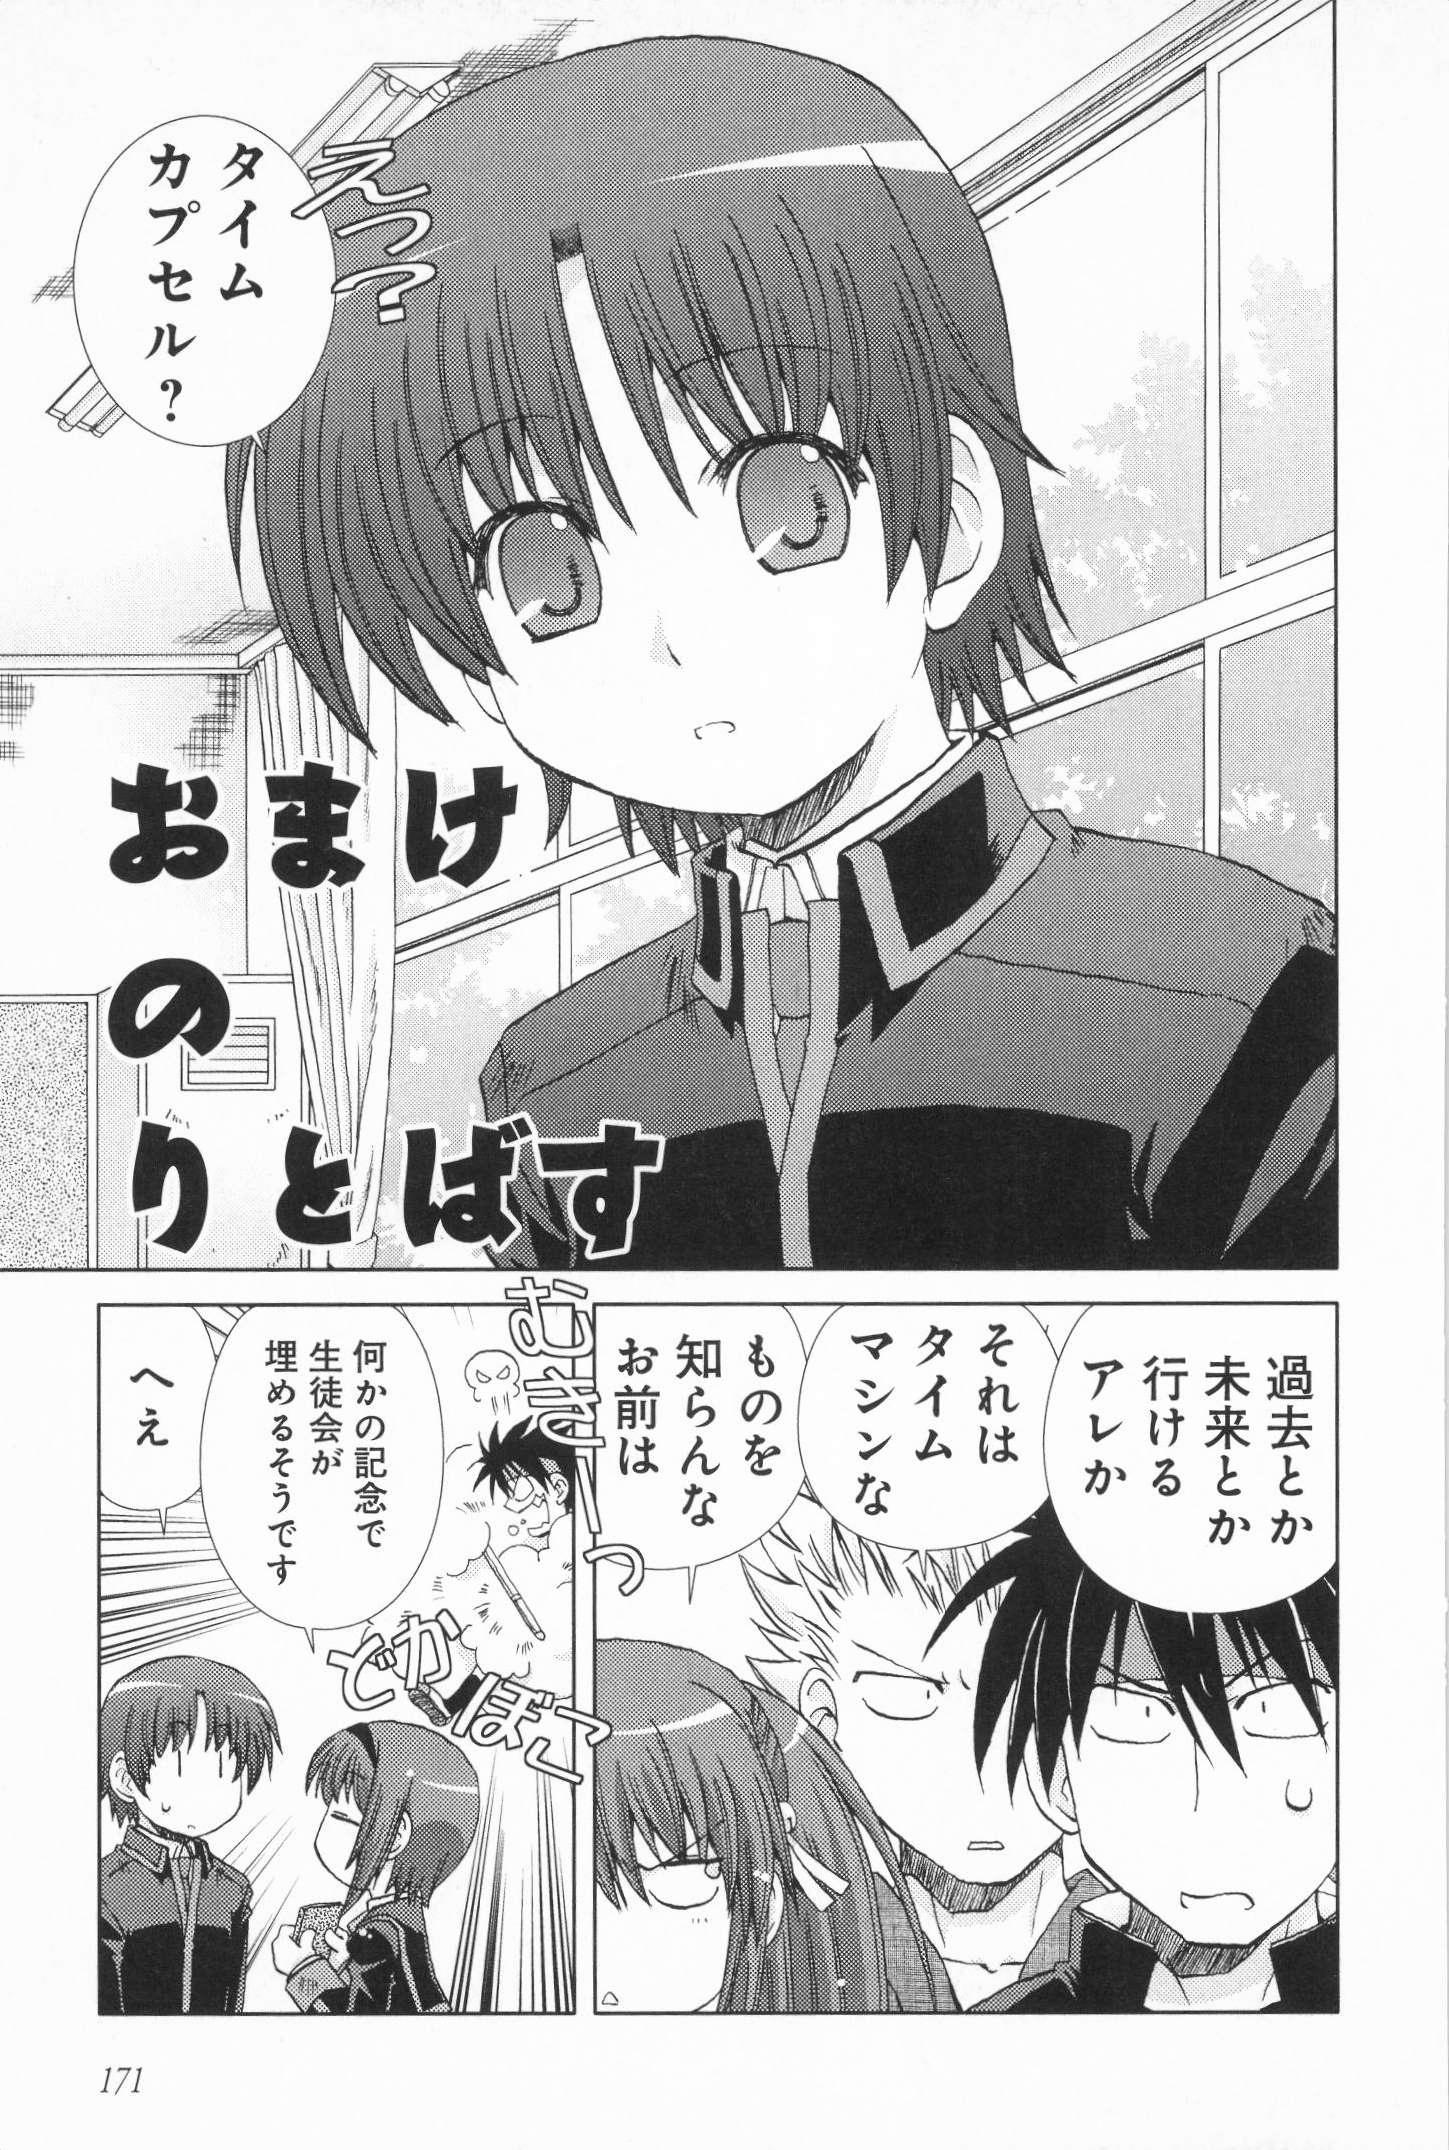 えっ？
タイム
カプセル？
おまけ
の
りとばす
過去とか
未来とか
行ける
アレか
それは
タイム
マシンな
ものを
知らんな
お前は
むきーっ
何かの記念で
生徒会が
埋めるそうです
どかぼこ
へえ
171